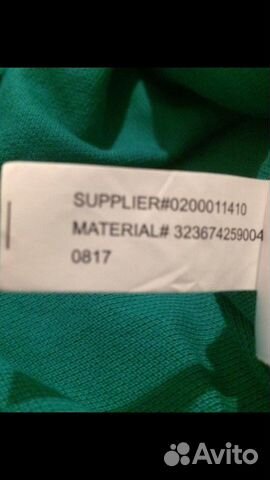 SUPPLIER#0200011410
MATERIAL# 323674259004
0817
Avito